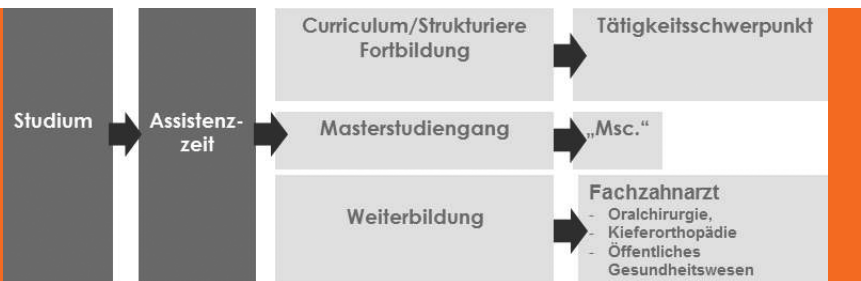 Studium
Assistenz-
zeit
Curriculum/Strukturiere
Fortbildung
Tätigkeitsschwerpunkt
Masterstudiengang
„Msc.“
Weiterbildung
Fachzahnarzt
- Oralchirurgie,
- Kieferorthopädie
- Öffentliches
Gesundheitswesen